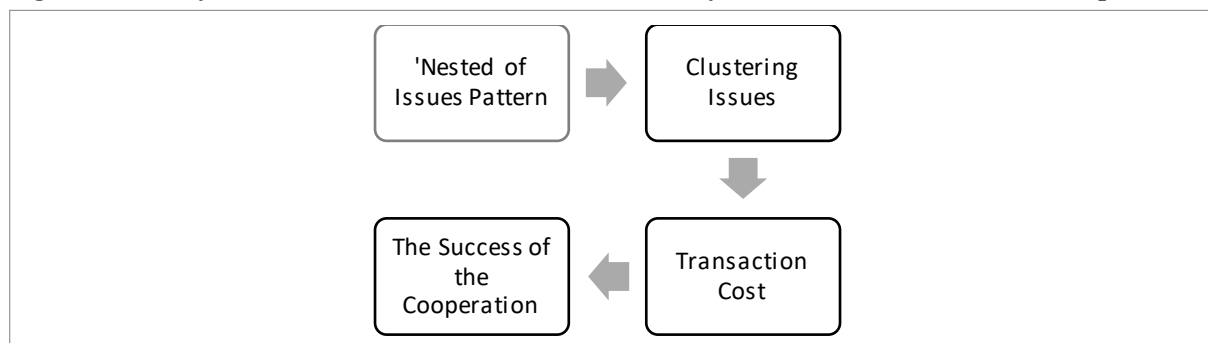 'Nested of
Issues Pattern
Clustering
Issues
Transaction
Cost
The Success of
the
Cooperation